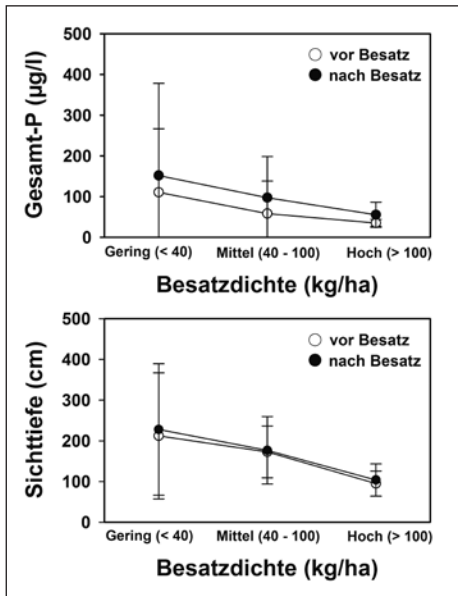 500
400
300
200
100
0
Gesamt-P (µg/l)
vor Besatz
nach Besatz
Gering (< 40) Mittel (40 - 100) Hoch (> 100)
Besatzdichte (kg/ha)
500
400
300
200
100
0
Sichttiefe (cm)
vor Besatz
nach Besatz
Gering (< 40) Mittel (40 - 100) Hoch (> 100)
Besatzdichte (kg/ha)